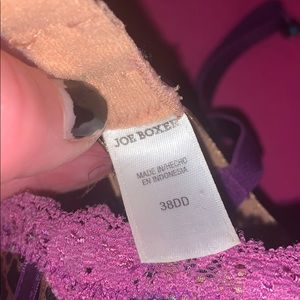 JOE BOXER
MADE IN/HECHO
EN INDONESIA
38DD